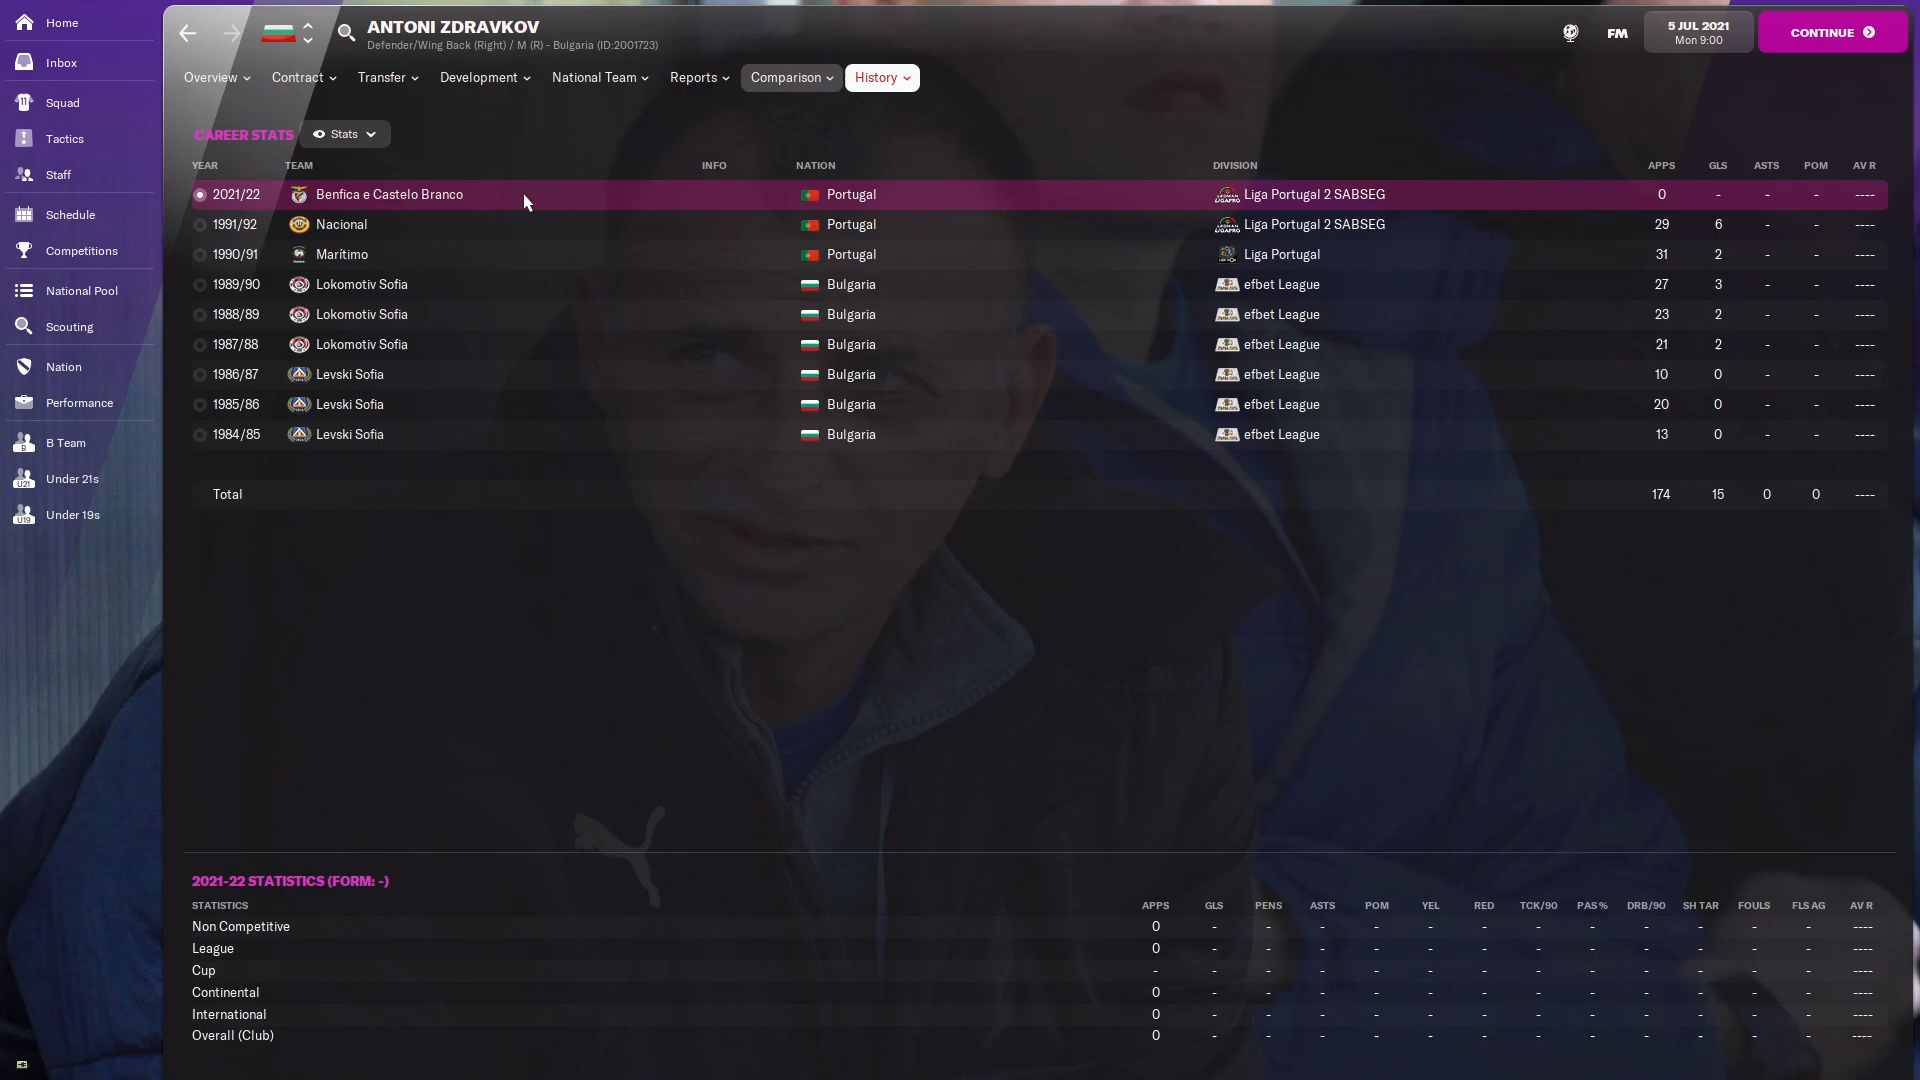 Home
Inbox
Squad
Tactics
Staff
Schedule
Competitions
National Pool
Scouting
Nation
Performance
B Team
Under 21s
Under 19s
ANTONI ZDRAVKOV
Defender/Wing Back (Right) / M (R) - Bulgaria (ID:2001723)
FM
5 JUL 2021
Mon 9:00
CONTINUE
Overview Contract Transfer Development National Team Reports Comparison History
CAREER STATS Stats
YEAR TEAM INFO NATION DIVISION APPS GLS ASTS POM AV R
2021/22 Benfica e Castelo Branco Portugal Liga Portugal 2 SABSEG 0 - - - ----
1991/92 Nacional Portugal Liga Portugal 2 SABSEG 29 6 - - ----
1990/91 Marítimo Portugal Liga Portugal 31 2 - - ----
1989/90 Lokomotiv Sofia Bulgaria efbet League 27 3 - - ----
1988/89 Lokomotiv Sofia Bulgaria efbet League 23 2 - - ----
1987/88 Lokomotiv Sofia Bulgaria efbet League 21 2 - - ----
1986/87 Levski Sofia Bulgaria efbet League 10 0 - - ----
1985/86 Levski Sofia Bulgaria efbet League 20 0 - - ----
1984/85 Levski Sofia Bulgaria efbet League 13 0 - - ----
Total 174 15 0 0 ----
2021-22 STATISTICS (FORM: -)
STATISTICS APPS GLS PENS ASTS POM YEL RED TCK/90 PAS % DRB/90 SH TAR FOULS FLS AG AV R
Non Competitive 0 - - - - - - - - - - - - ----
League 0 - - - - - - - - - - - - ----
Cup - - - - - - - - - - - - - ----
Continental 0 - - - - - - - - - - - - ----
International 0 - - - - - - - - - - - - ----
Overall (Club) 0 - - - - - - - - - - - - ----